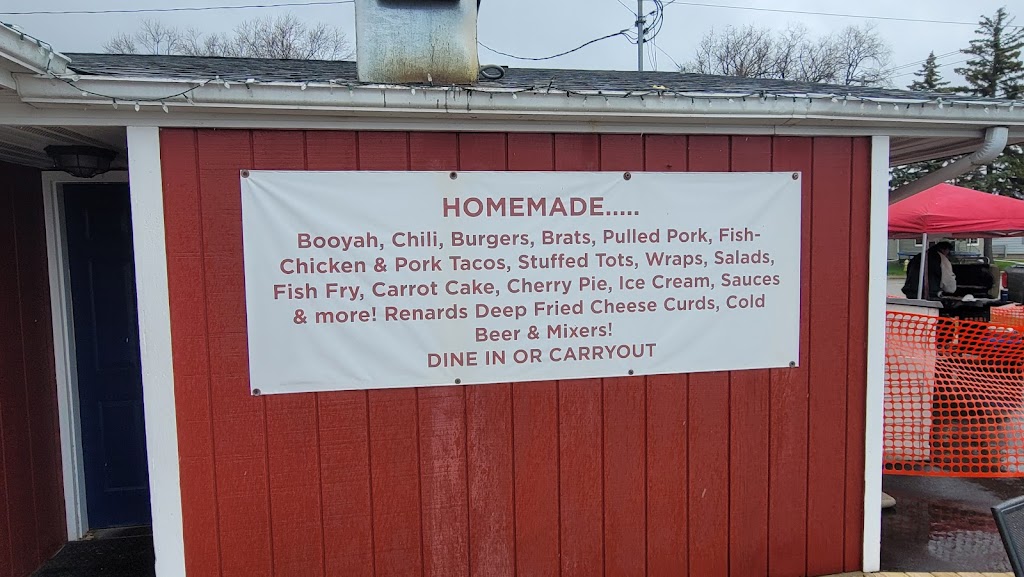 HOMEMADE.....
Booyah, Chili, Burgers, Brats, Pulled Pork, Fish-
Chicken & Pork Tacos, Stuffed Tots, Wraps, Salads,
Fish Fry, Carrot Cake, Cherry Pie, Ice Cream, Sauces
& more! Renards Deep Fried Cheese Curds, Cold
Beer & Mixers!
DINE IN OR CARRYOUT